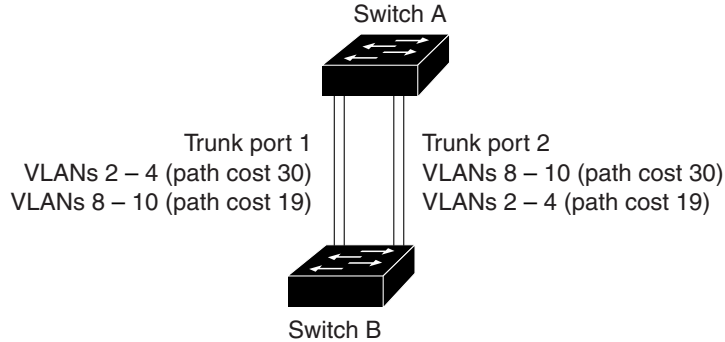 Switch A
Trunk port 1
VLANs 2 – 4 (path cost 30)
VLANs 8 – 10 (path cost 19)
Trunk port 2
VLANs 8 – 10 (path cost 30)
VLANs 2 – 4 (path cost 19)
Switch B